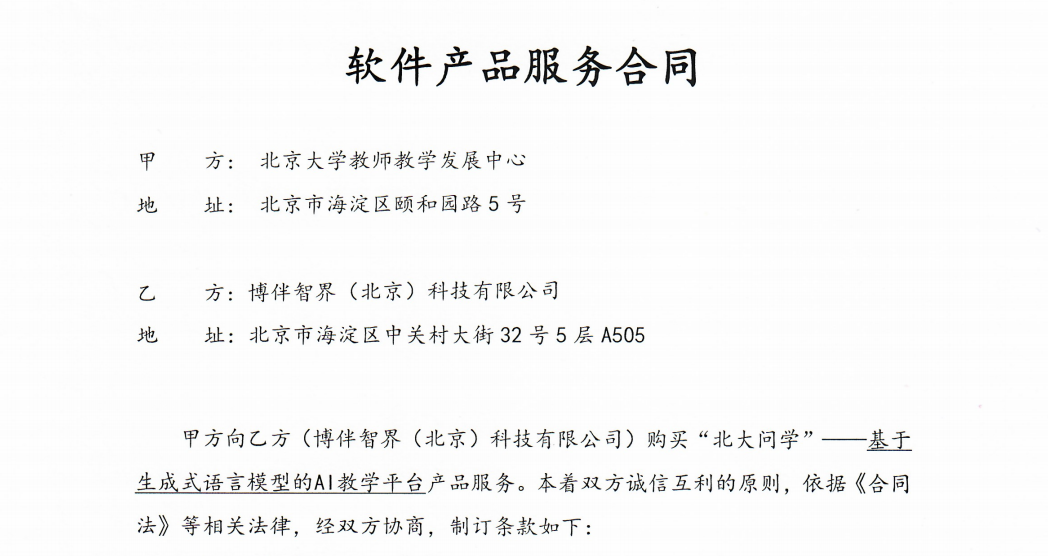 软件产品服务合同
甲　　方： 北京大学教师教学发展中心
地　　址： 北京市海淀区颐和园路 5 号
乙　　方：博伴智界（北京）科技有限公司
地　　址：北京市海淀区中关村大街 32 号 5 层 A505
甲方向乙方（博伴智界（北京）科技有限公司）购买“北大问学”——基于
生成式语言模型的AI教学平台产品服务。本着双方诚信互利的原则，依据《合同
法》等相关法律，经双方协商，制订条款如下：